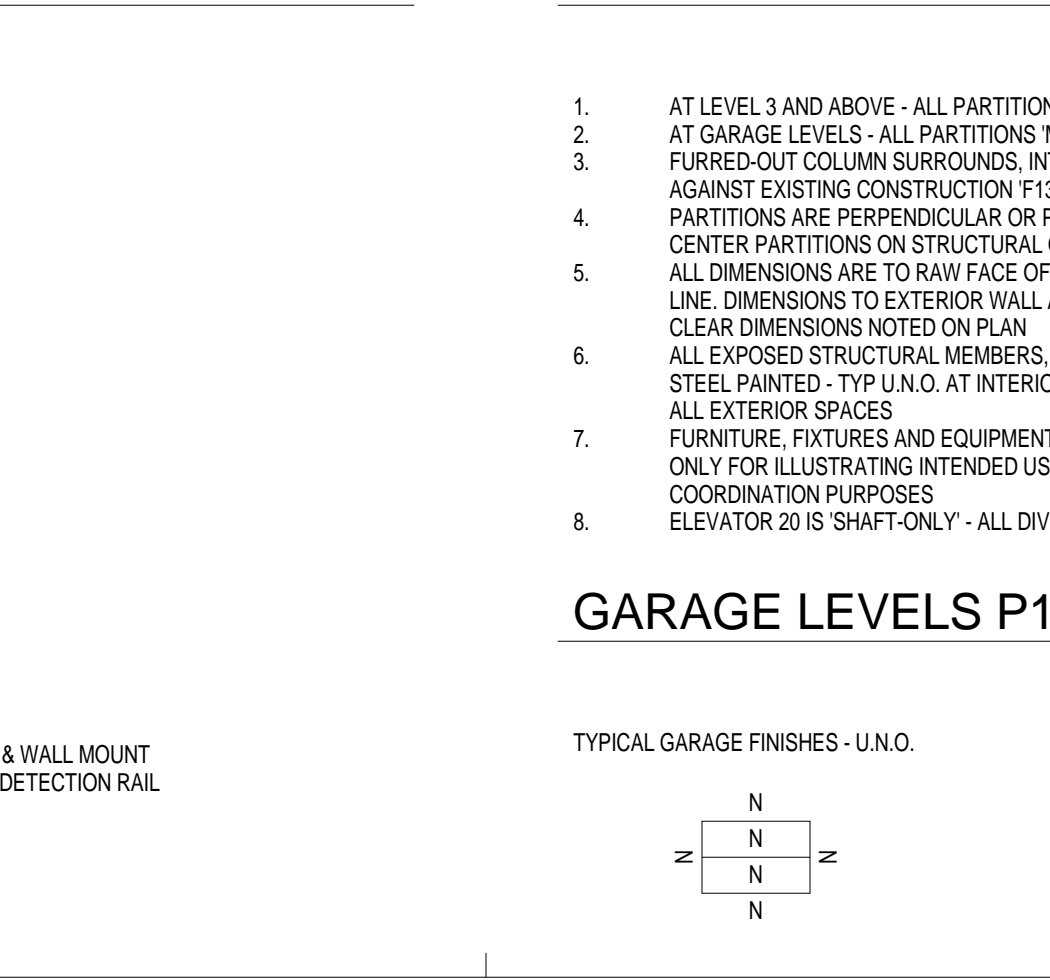 & WALL MOUNT
DETECTION RAIL
1. AT LEVEL 3 AND ABOVE - ALL PARTITION
2. AT GARAGE LEVELS - ALL PARTITIONS '
3. FURRED-OUT COLUMN SURROUNDS, IN
AGAINST EXISTING CONSTRUCTION 'F13
4. PARTITIONS ARE PERPENDICULAR OR
CENTER PARTITIONS ON STRUCTURAL
5. ALL DIMENSIONS ARE TO RAW FACE OF
LINE. DIMENSIONS TO EXTERIOR WALL
CLEAR DIMENSIONS NOTED ON PLAN
6. ALL EXPOSED STRUCTURAL MEMBERS,
STEEL PAINTED - TYP U.N.O. AT INTERIO
ALL EXTERIOR SPACES
7. FURNITURE, FIXTURES AND EQUIPMENT
ONLY FOR ILLUSTRATING INTENDED US
COORDINATION PURPOSES
8. ELEVATOR 20 IS 'SHAFT-ONLY' - ALL DIV
GARAGE LEVELS P1
TYPICAL GARAGE FINISHES - U.N.O.
N
N
N N
N
N